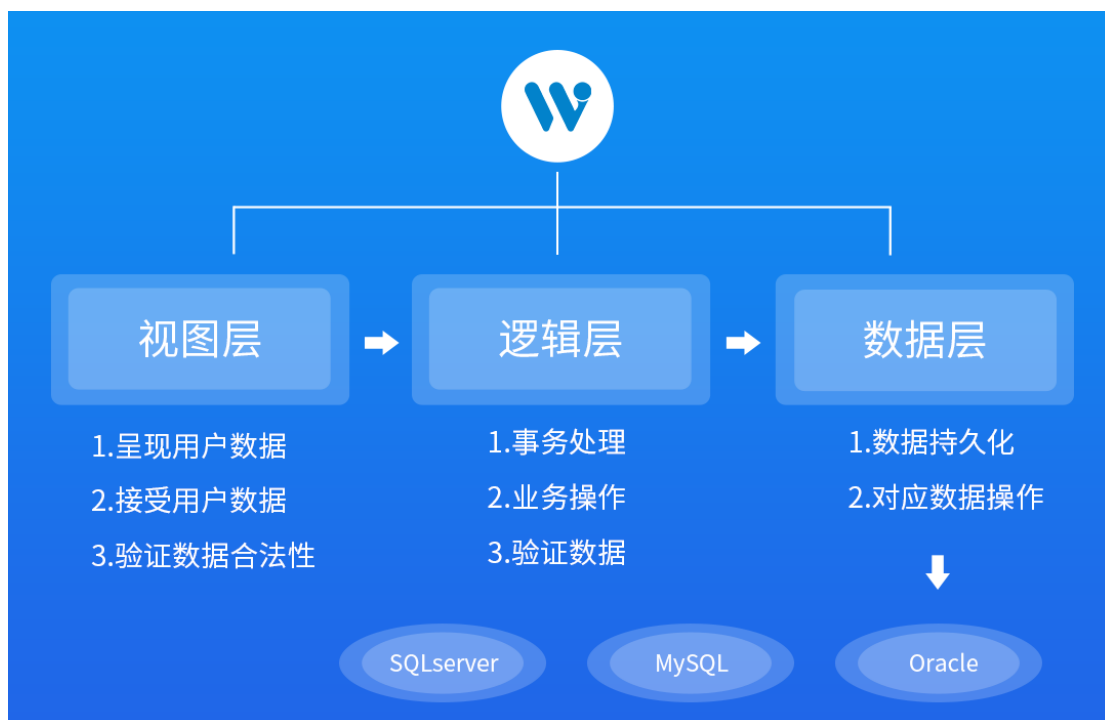 视图层
逻辑层
数据层
1.呈现用户数据
2.接受用户数据
3.验证数据合法性
1.事务处理
2.业务操作
3.验证数据
1.数据持久化
2.对应数据操作
SQLserver
MySQL
Oracle